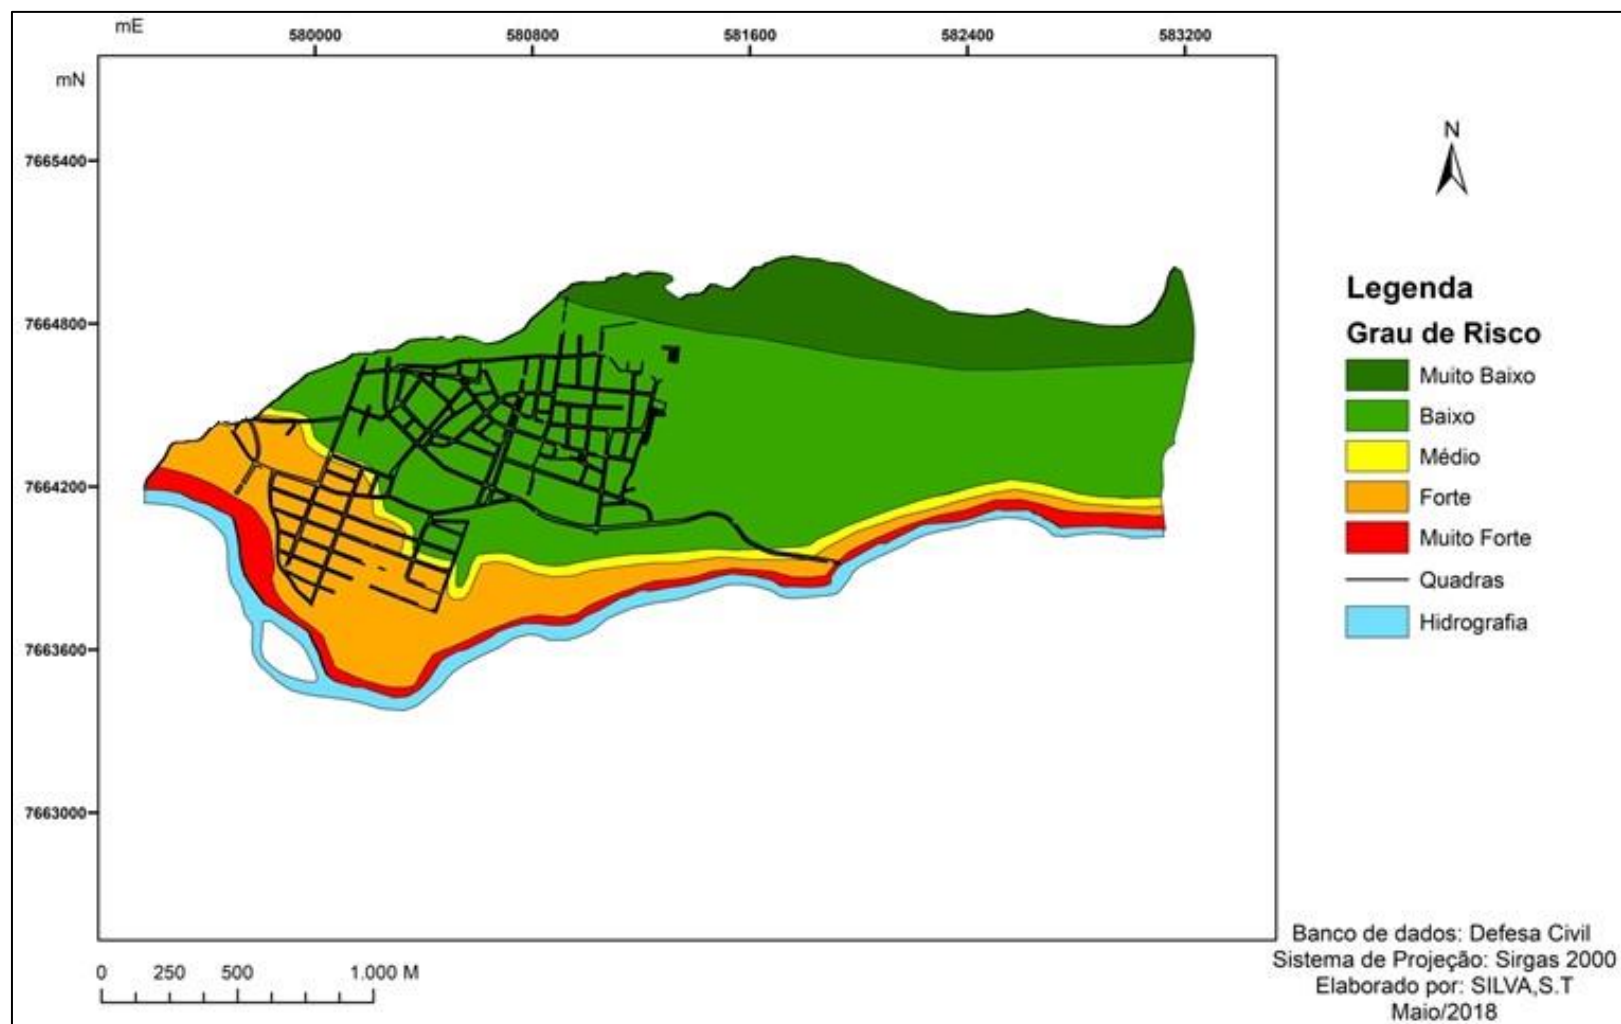 mE
580000 580800 581600 582400 583200
mN
7665400
7664800
7664200
7663600
7663000
N
Legenda
Grau de Risco
Muito Baixo
Baixo
Médio
Forte
Muito Forte
Quadras
Hidrografia
0 250 500 1.000 M
Banco de dados: Defesa Civil
Sistema de Projeção: Sirgas 2000
Elaborado por: SILVA,S.T
Maio/2018